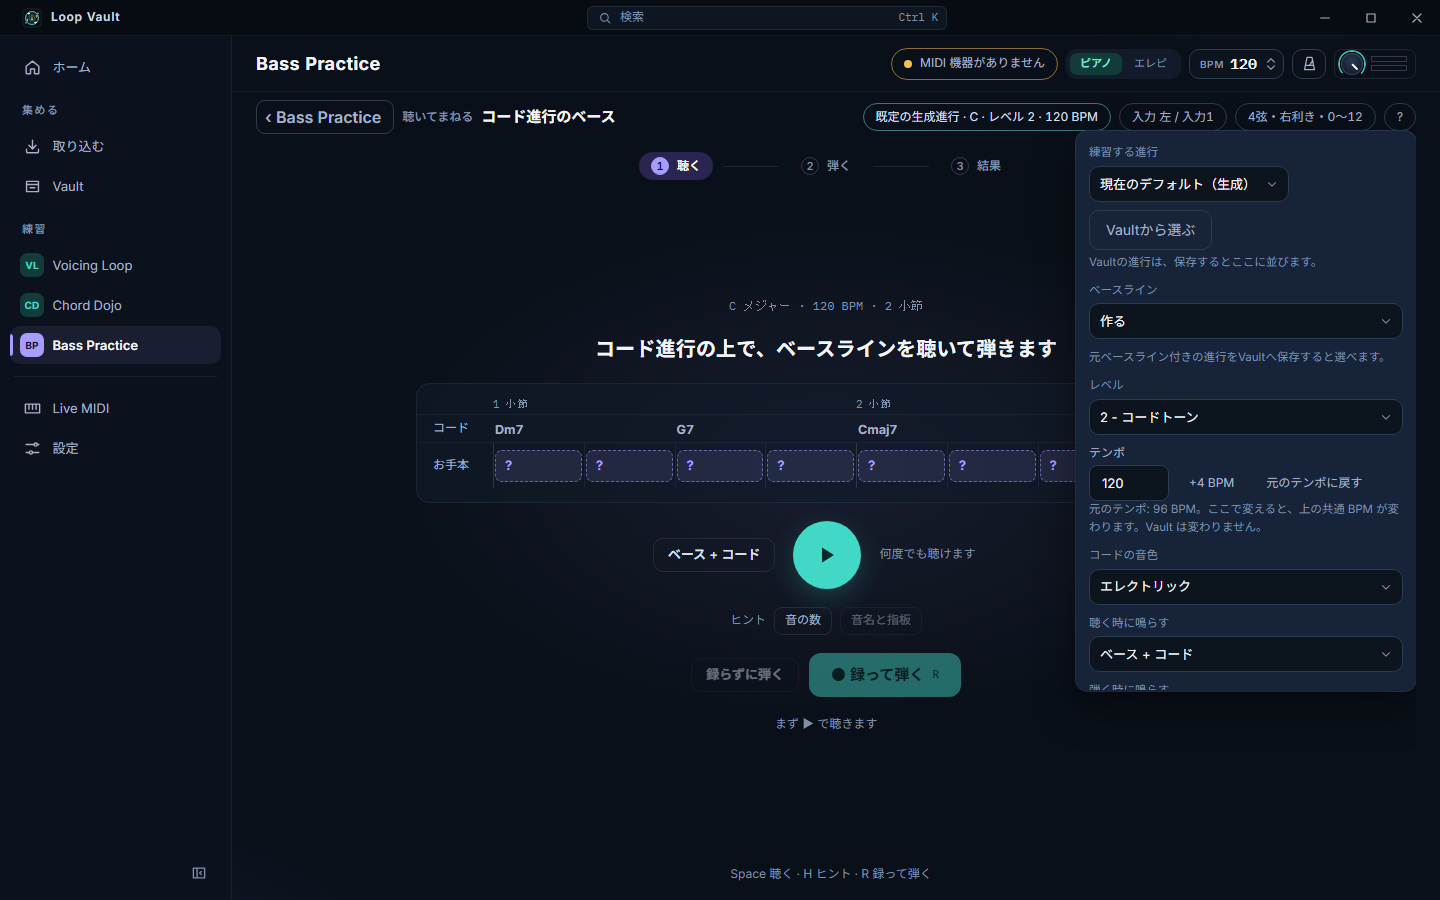 Loop Vault
検索
Ctrl K
ホーム
集める
取り込む
Vault
練習
VL Voicing Loop
CD Chord Dojo
BP Bass Practice
Live MIDI
設定
Bass Practice
MIDI 機器がありません
ピアノ エレピ
BPM 120
‹ Bass Practice 聴いてまねる コード進行のベース
既定の生成進行 · C · レベル 2 · 120 BPM
入力 左 / 入力1
4弦・右利き・0〜12
?
1 聴く
2 弾く
3 結果
C メジャー · 120 BPM · 2 小節
コード進行の上で、ベースラインを聴いて弾きます
1 小節 2 小節
コード Dm7 G7 Cmaj7
お手本 ? ? ? ? ? ? ?
ベース + コード
何度でも聴けます
ヒント 音の数 音名と指板
録らずに弾く
録って弾く R
まず ▶ で聴きます
Space 聴く · H ヒント · R 録って弾く
練習する進行
現在のデフォルト（生成）
Vaultから選ぶ
Vaultの進行は、保存するとここに並びます。
ベースライン
作る
元ベースライン付きの進行をVaultへ保存すると選べます。
レベル
2 - コードトーン
テンポ
120 +4 BPM 元のテンポに戻す
元のテンポ: 96 BPM。ここで変えると、上の共通 BPM が変
わります。Vault は変わりません。
コードの音色
エレクトリック
聴く時に鳴らす
ベース + コード
弾く時に鳴らす